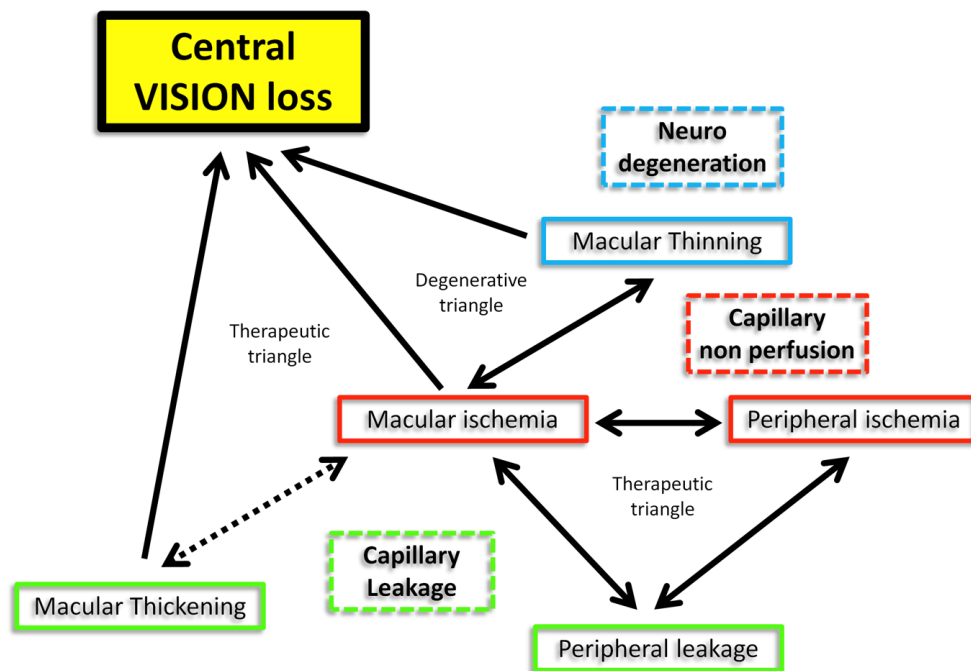 Central
VISION loss
Neuro
degeneration
Macular Thinning
Degenerative
triangle
Therapeutic
triangle
Capillary
non perfusion
Macular ischemia
Peripheral ischemia
Therapeutic
triangle
Capillary
Leakage
Macular Thickening
Peripheral leakage